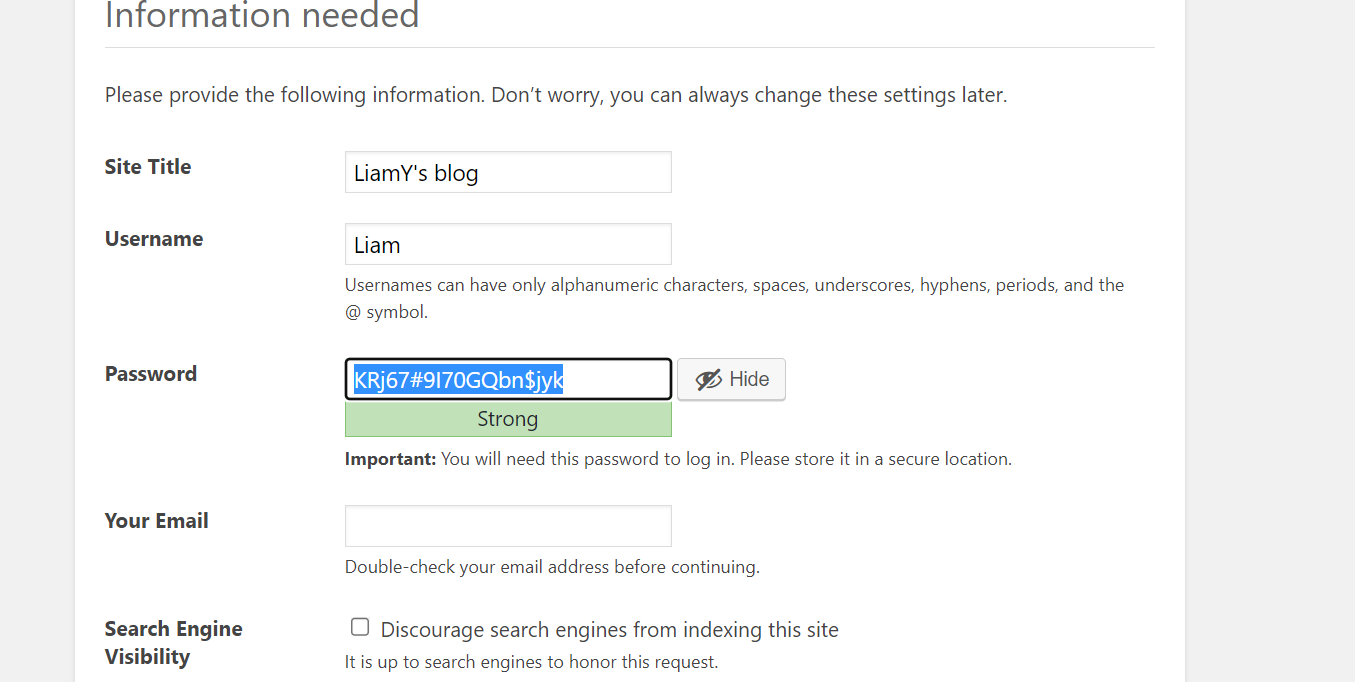 Information needed
Please provide the following information. Don’t worry, you can always change these settings later.
Site Title
LiamY's blog
Username
Liam
Usernames can have only alphanumeric characters, spaces, underscores, hyphens, periods, and the
@ symbol.
Password
KRj67#9I70GQbn$jyk
Hide
Strong
Important: You will need this password to log in. Please store it in a secure location.
Your Email
Double-check your email address before continuing.
Search Engine
Visibility
Discourage search engines from indexing this site
It is up to search engines to honor this request.